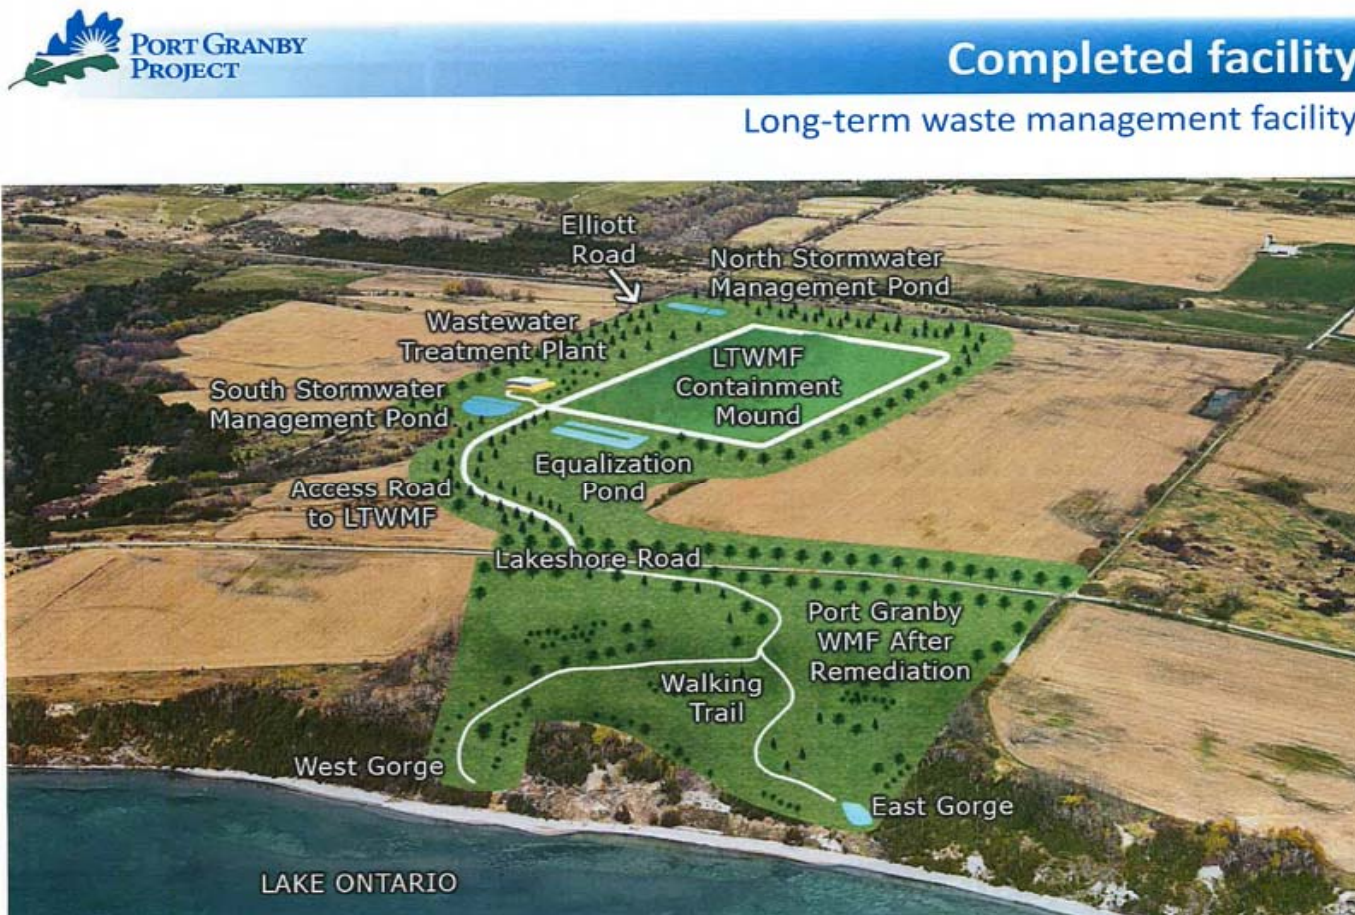 PORT GRANBY
PROJECT
Completed facility
Long-term waste management facility
Elliott
Road
North Stormwater
Management Pond
Wastewater
Treatment Plant
LTWMF
Containment
Mound
South Stormwater
Management Pond
Equalization
Pond
Access Road
to LTWMF
Lakeshore Road
Port Granby
WMF After
Remediation
Walking
Trail
West Gorge
East Gorge
LAKE ONTARIO